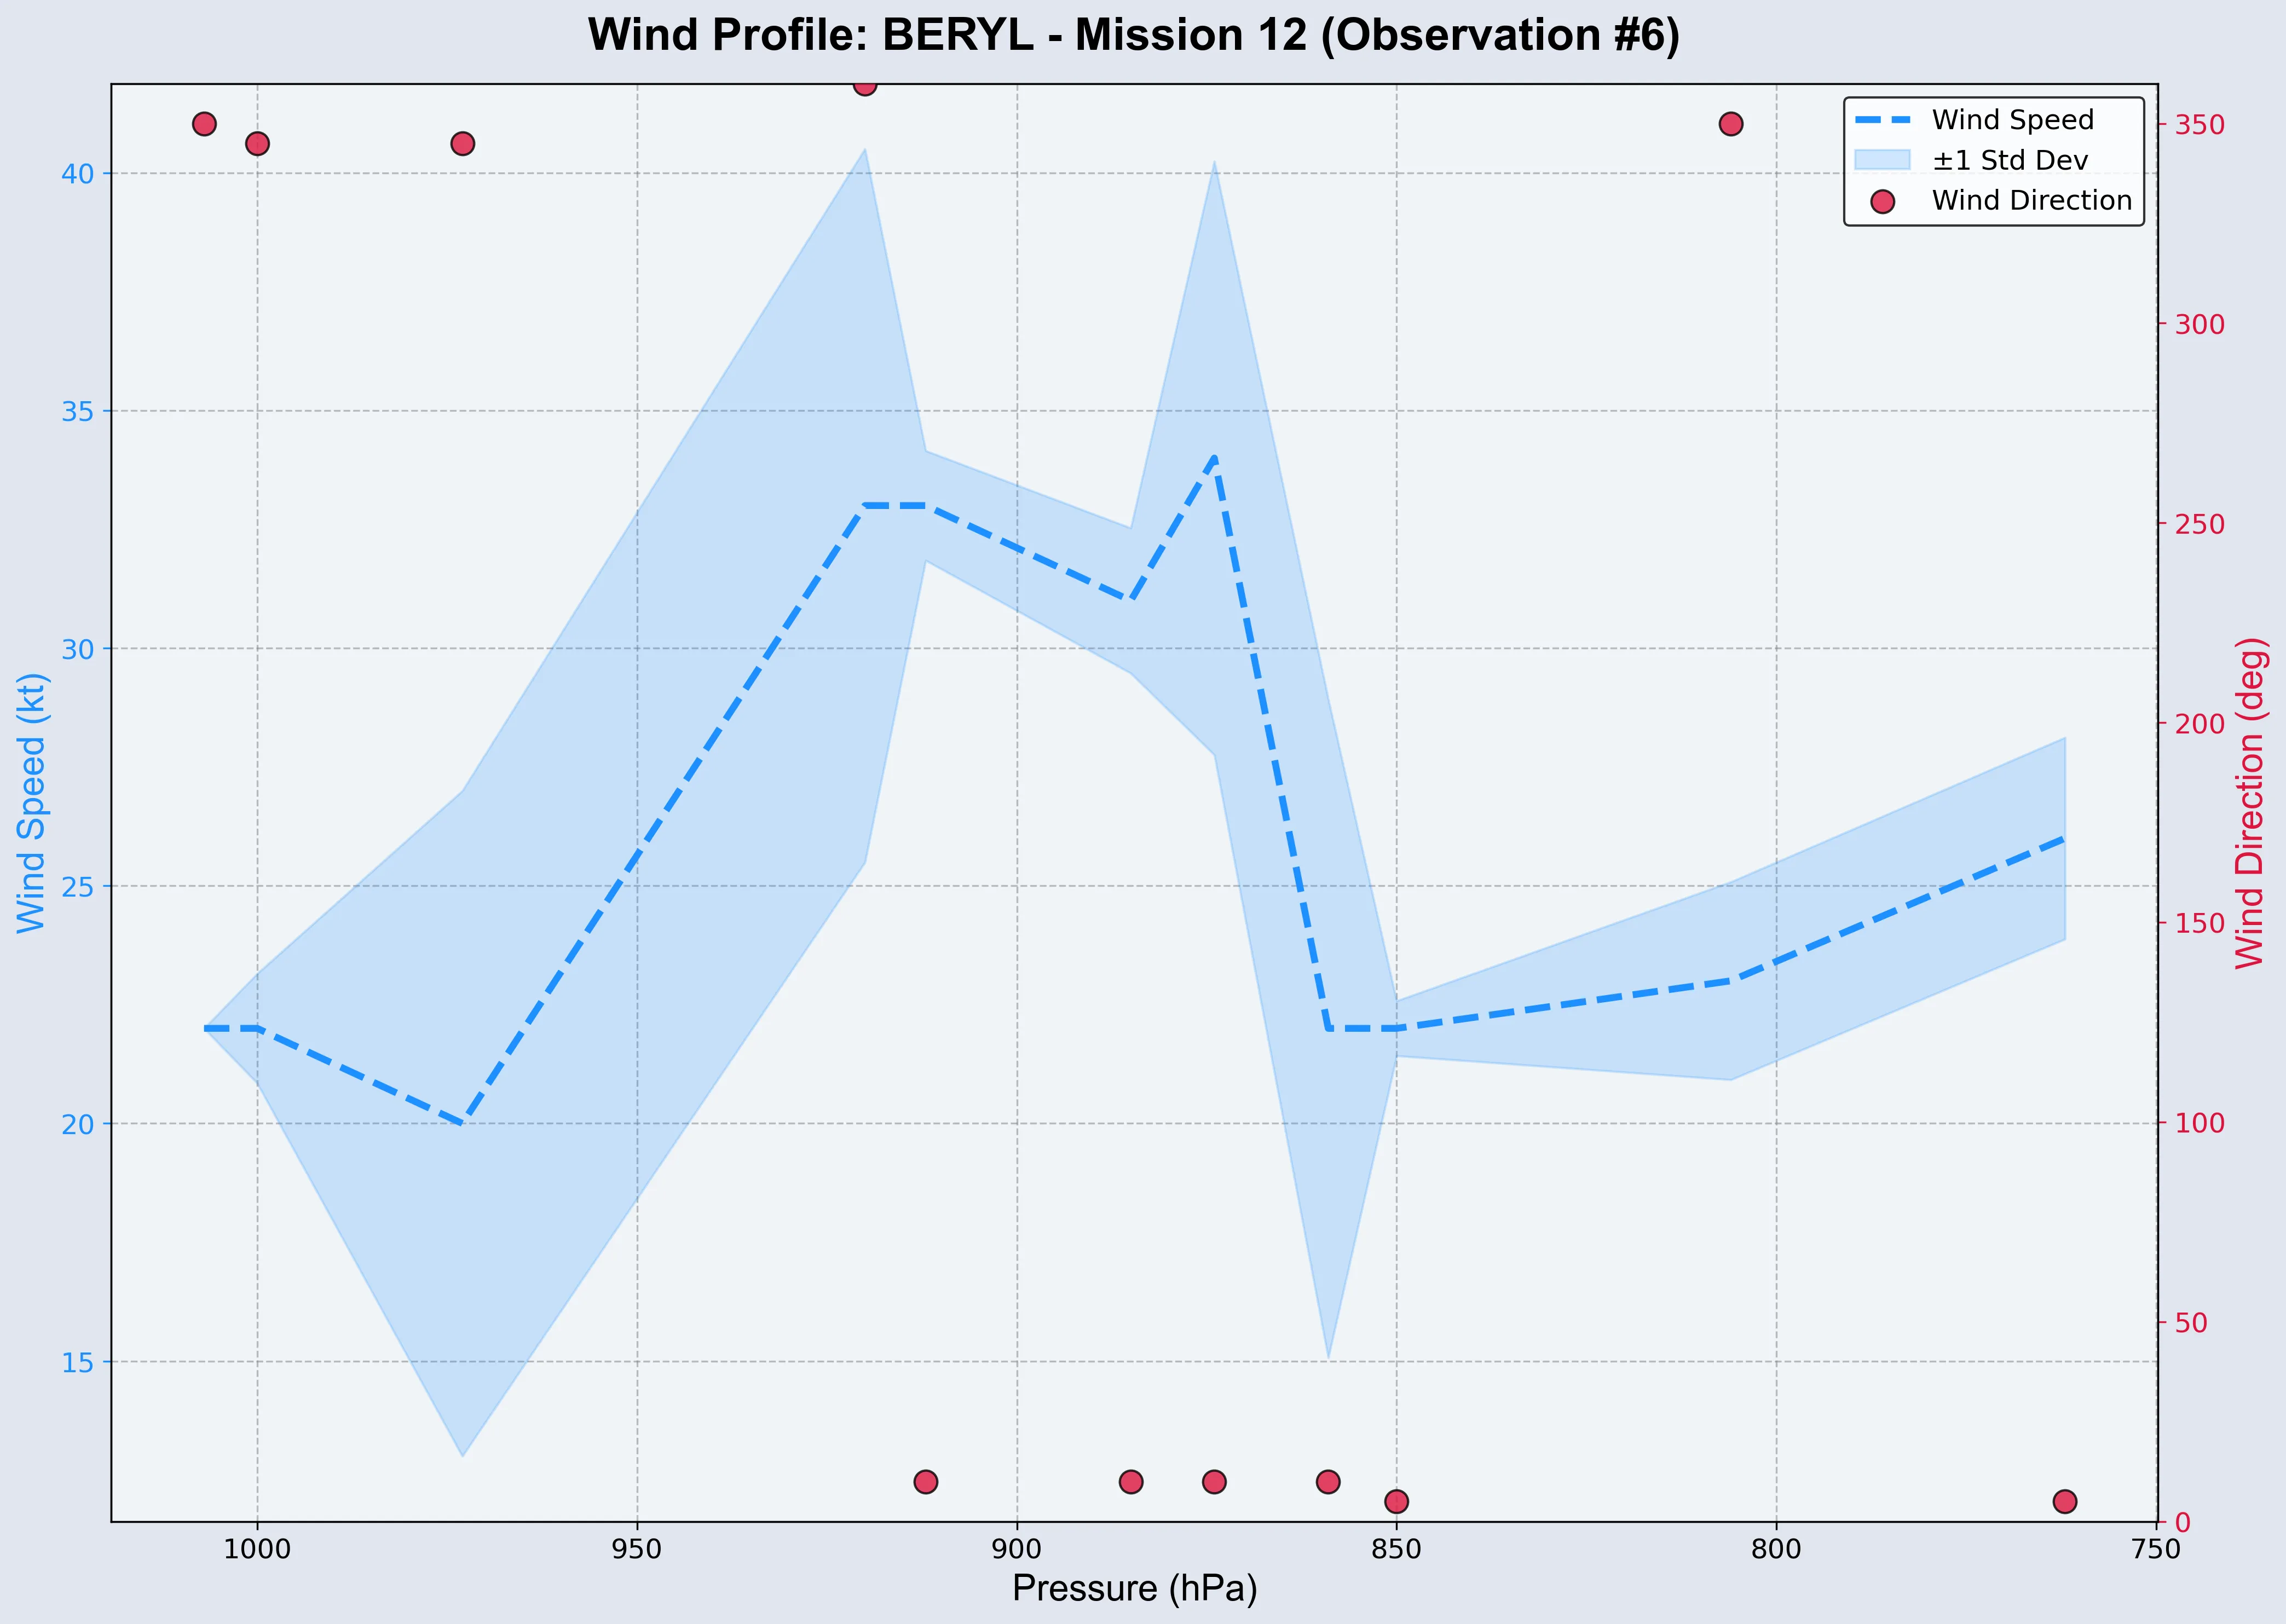 Wind Profile: BERYL - Mission 12 (Observation #6)
Wind Speed
±1 Std Dev
Wind Direction
Wind Speed (kt)
40
35
30
25
20
15
Wind Direction (deg)
350
300
250
200
150
100
50
0
1000
950
900
850
800
750
Pressure (hPa)